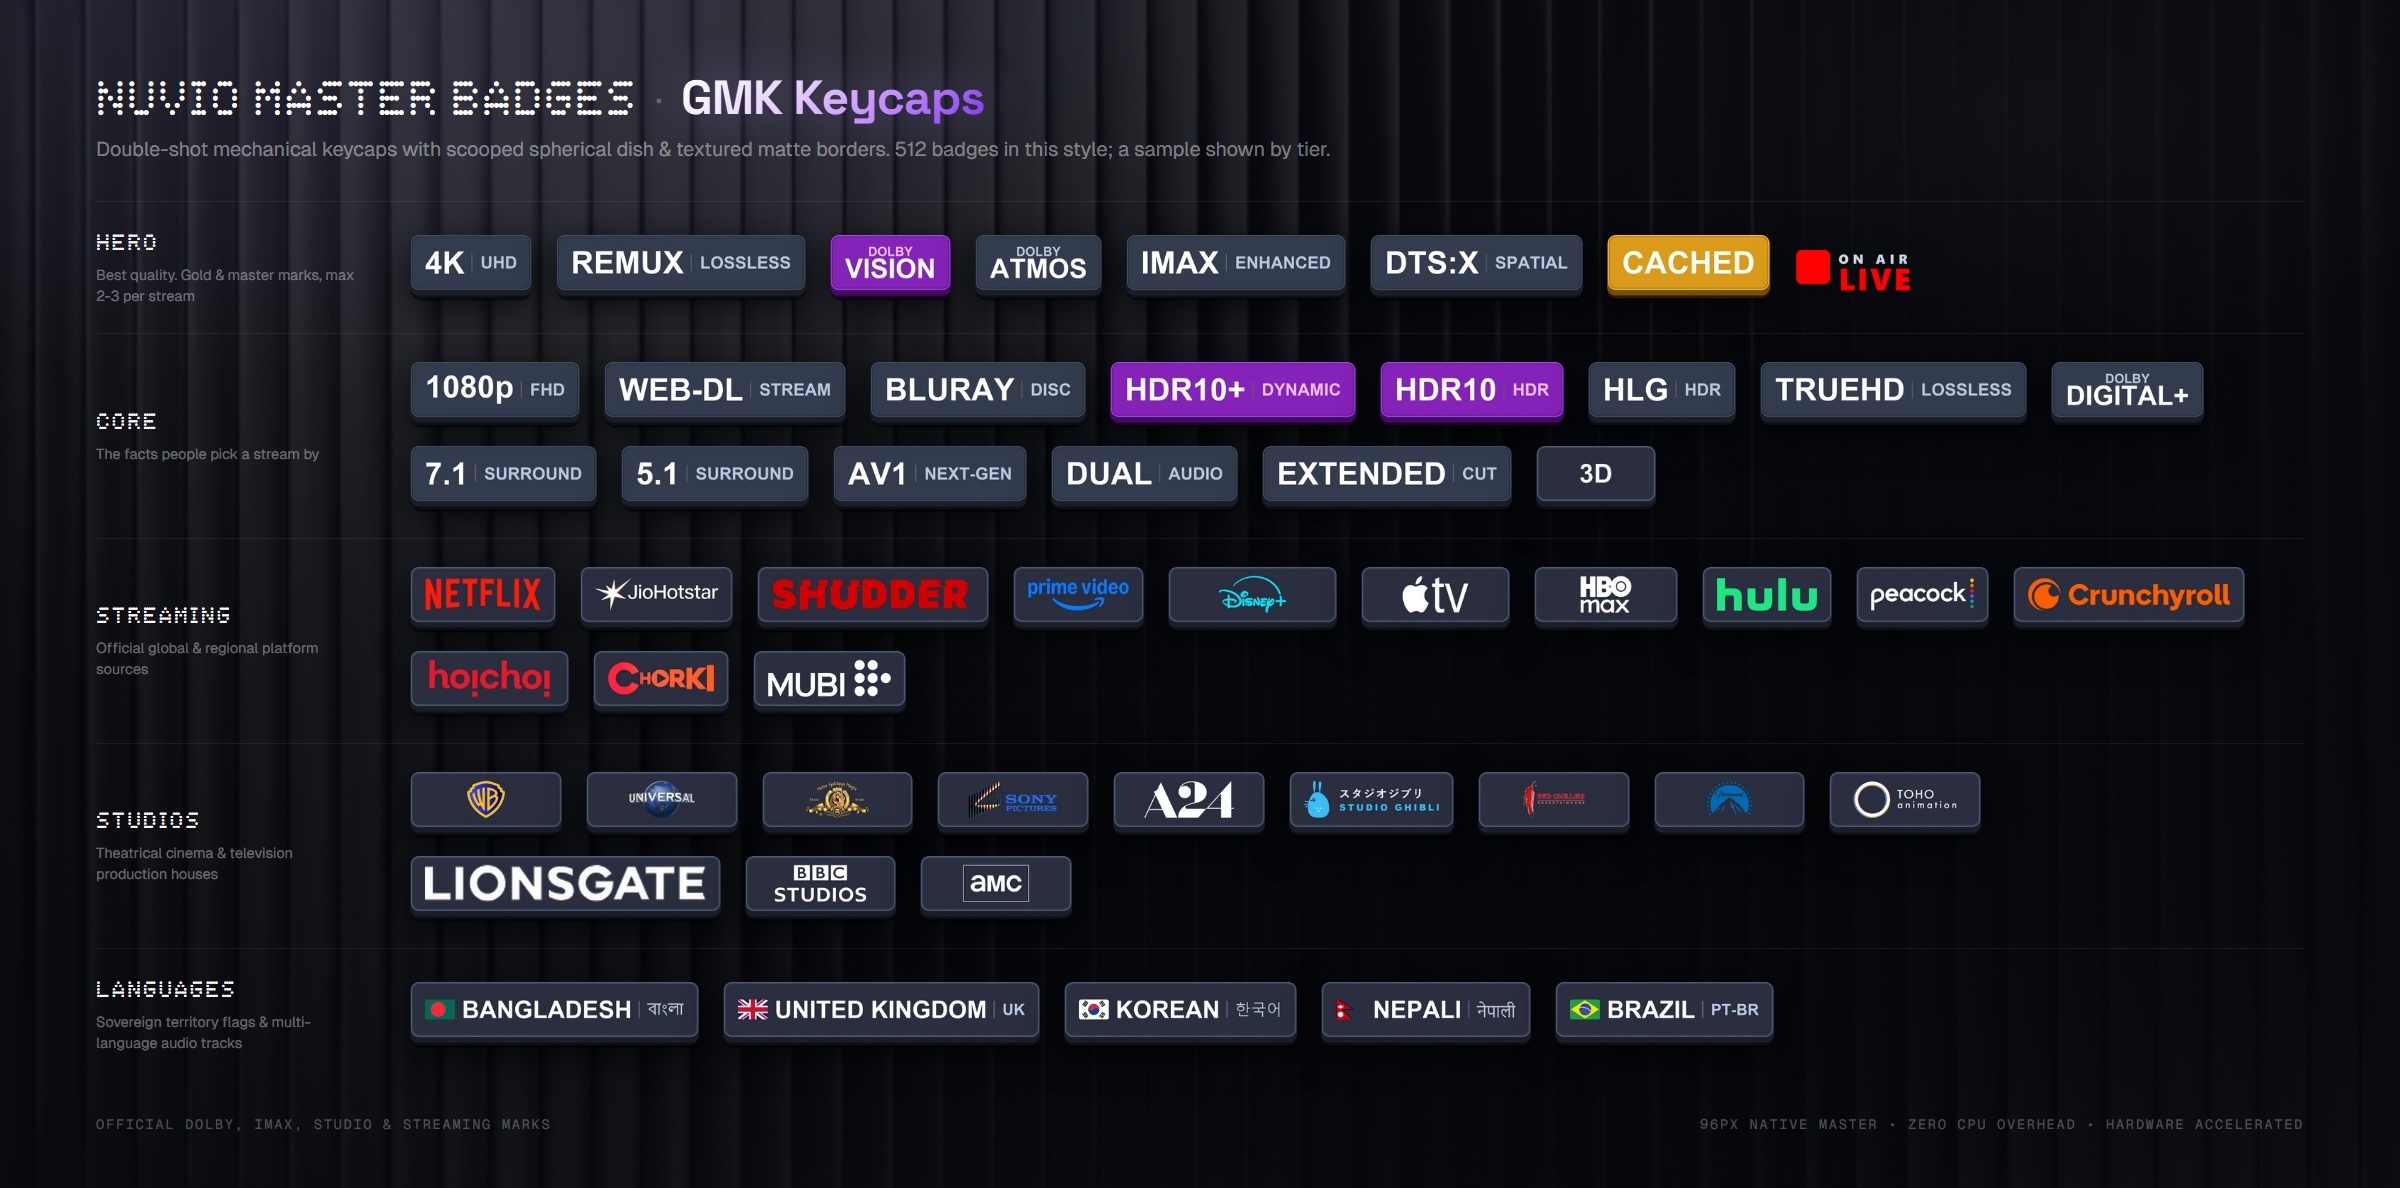 NUVIO MASTER BADGES · GMK Keycaps
Double-shot mechanical keycaps with scooped spherical dish & textured matte borders. 512 badges in this style; a sample shown by tier.
HERO
Best quality. Gold & master marks, max
2-3 per stream
4K UHD
REMUX LOSSLESS
DOLBY
VISION
DOLBY
ATMOS
IMAX ENHANCED
DTS:X SPATIAL
CACHED
ON AIR
LIVE
CORE
The facts people pick a stream by
1080p FHD
WEB-DL STREAM
BLURAY DISC
HDR10+ DYNAMIC
HDR10 HDR
HLG HDR
TRUEHD LOSSLESS
DOLBY
DIGITAL+
7.1 SURROUND
5.1 SURROUND
AV1 NEXT-GEN
DUAL AUDIO
EXTENDED CUT
3D
STREAMING
Official global & regional platform
sources
NETFLIX
JioHotstar
SHUDDER
prime video
Disney+
tv
HBO
max
hulu
peacock
Crunchyroll
hoichoi
CHORKI
MUBI
STUDIOS
Theatrical cinema & television
production houses
WB
UNIVERSAL
SONY
PICTURES
A24
スタジオジブリ
STUDIO GHIBLI
RED CHILLIES
ENTERTAINMENT
TOHO
animation
LIONSGATE
BBC
STUDIOS
aMC
LANGUAGES
Sovereign territory flags & multi-
language audio tracks
BANGLADESH বাংলা
UNITED KINGDOM UK
KOREAN 한국어
NEPALI नेपाली
BRAZIL PT-BR
OFFICIAL DOLBY, IMAX, STUDIO & STREAMING MARKS
96PX NATIVE MASTER • ZERO CPU OVERHEAD • HARDWARE ACCELERATED